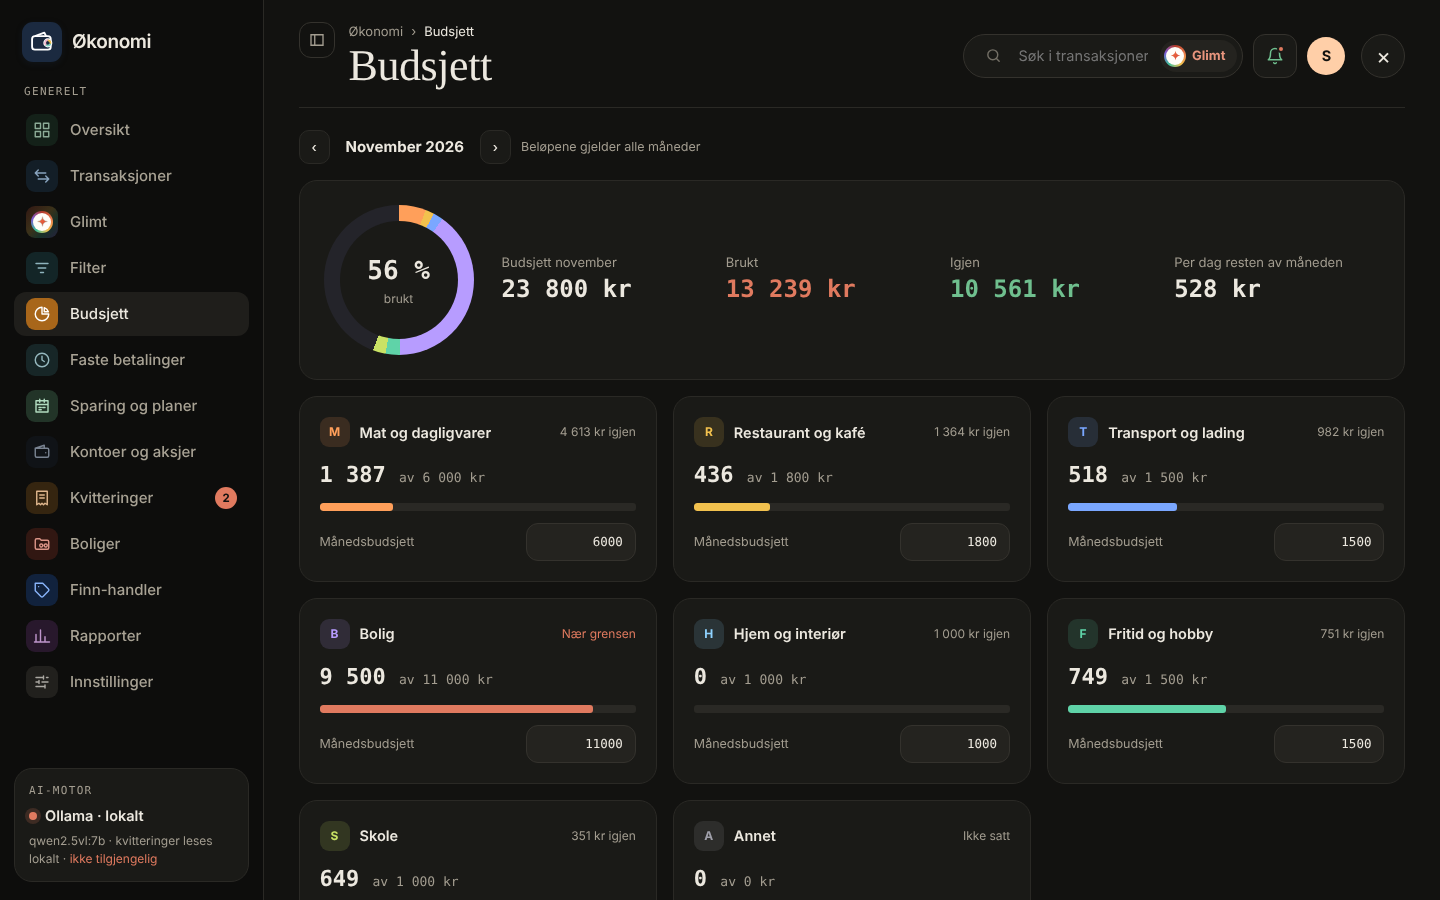 Økonomi
GENERELT
Oversikt
Transaksjoner
Glimt
Filter
Budsjett
Faste betalinger
Sparing og planer
Kontoer og aksjer
Kvitteringer 2
Boliger
Finn-handler
Rapporter
Innstillinger
AI-MOTOR
Ollama · lokalt
qwen2.5vl:7b · kvitteringer leses
lokalt · ikke tilgjengelig
Økonomi › Budsjett
Budsjett
Søk i transaksjoner Glimt
S
×
‹ November 2026 › Beløpene gjelder alle måneder
56 %
brukt
Budsjett november
23 800 kr
Brukt
13 239 kr
Igjen
10 561 kr
Per dag resten av måneden
528 kr
M Mat og dagligvarer 4 613 kr igjen
1 387 av 6 000 kr
Månedsbudsjett 6000
R Restaurant og kafé 1 364 kr igjen
436 av 1 800 kr
Månedsbudsjett 1800
T Transport og lading 982 kr igjen
518 av 1 500 kr
Månedsbudsjett 1500
B Bolig Nær grensen
9 500 av 11 000 kr
Månedsbudsjett 11000
H Hjem og interiør 1 000 kr igjen
0 av 1 000 kr
Månedsbudsjett 1000
F Fritid og hobby 751 kr igjen
749 av 1 500 kr
Månedsbudsjett 1500
S Skole 351 kr igjen
649 av 1 000 kr
A Annet Ikke satt
0 av 0 kr